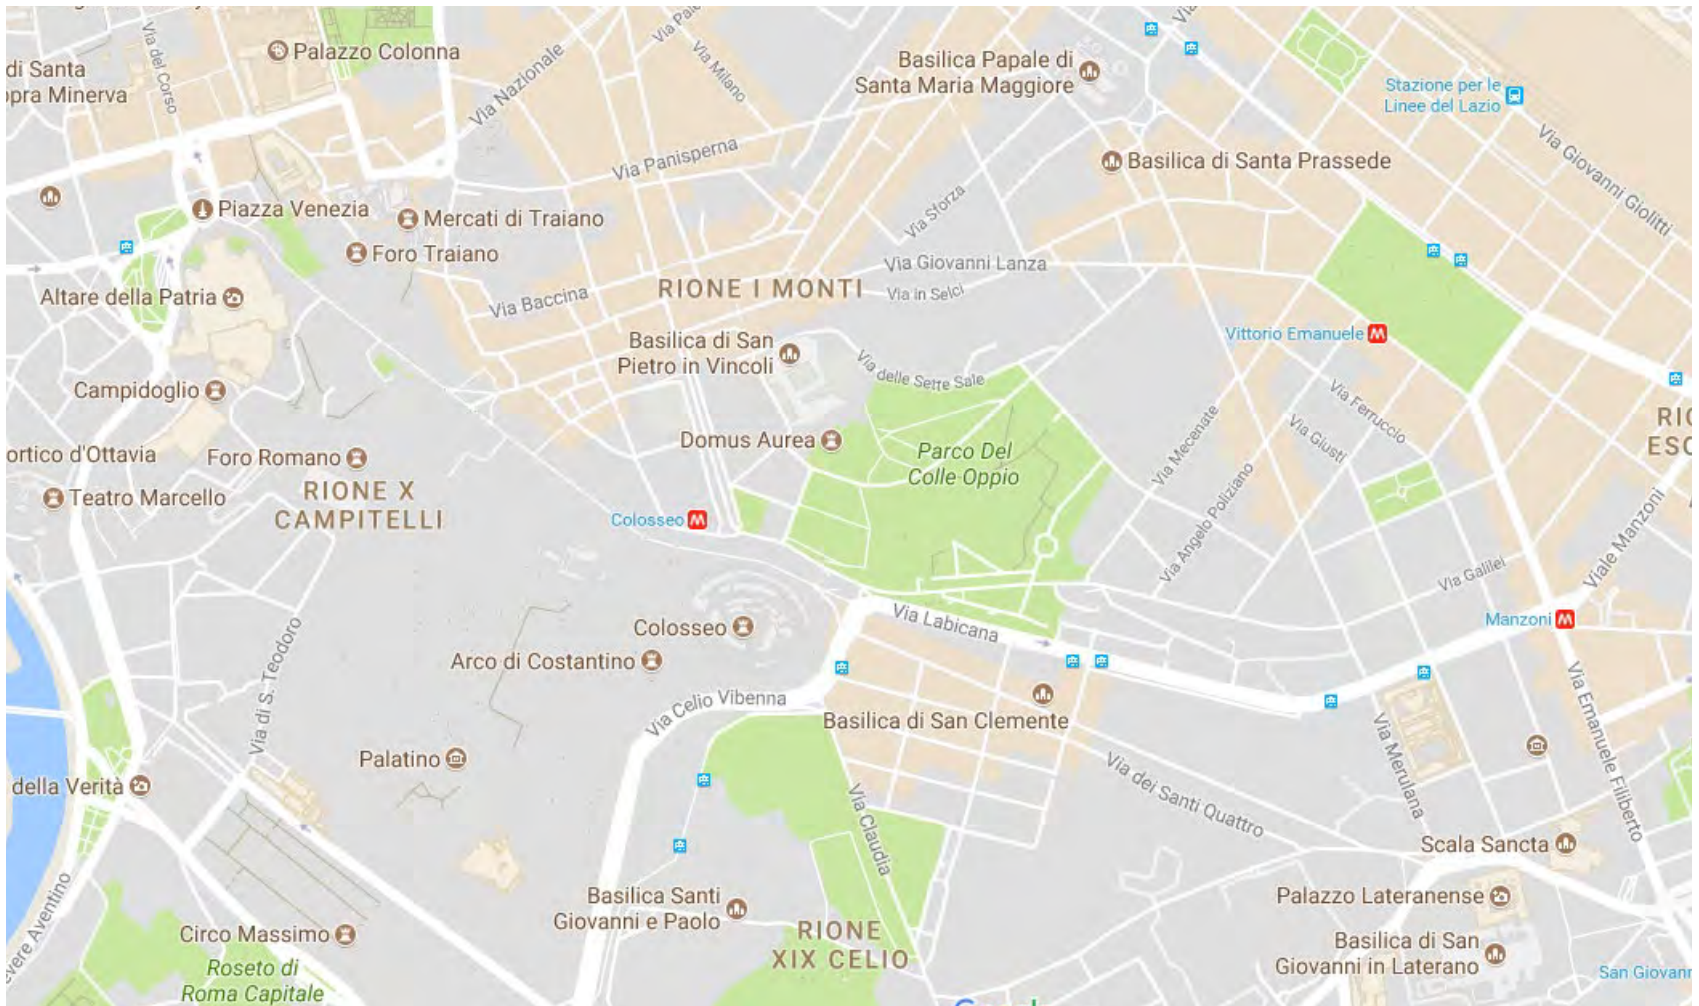 Palazzo Colonna
Via del Corso
di Santa
opra Minerva
Via Nazionale
Via Milano
Basilica Papale di
Santa Maria Maggiore
Stazione per le
Linee del Lazio
Via Giovanni Giolitti
Via Panisperna
Basilica di Santa Prassede
Piazza Venezia
Mercati di Traiano
Foro Traiano
Via Sforza
Via Giovanni Lanza
Via in Selci
RIONE I MONTI
Via Baccina
Altare della Patria
Basilica di San
Pietro in Vincoli
Via delle Sette Sale
Vittorio Emanuele
Campidoglio
Via Ferruccio
Via Giusti
Via Mecenate
RIO
ESC
Domus Aurea
Parco Del
Colle Oppio
ortico d'Ottavia
Foro Romano
Teatro Marcello
RIONE X
CAMPITELLI
Colosseo
Via Angelo Poliziano
Viale Manzoni
Via Galilei
Manzoni
Via Labicana
Colosseo
Arco di Costantino
Via di S. Teodoro
Via Celio Vibenna
Basilica di San Clemente
Via Merulana
Via Emanuele Filiberto
Palatino
della Verità
Via dei Santi Quattro
Via Claudia
Scala Sancta
Palazzo Lateranense
Basilica Santi
Giovanni e Paolo
Circo Massimo
RIONE
XIX CELIO
Basilica di San
Giovanni in Laterano
San Giovanni
evere Aventino
Roseto di
Roma Capitale